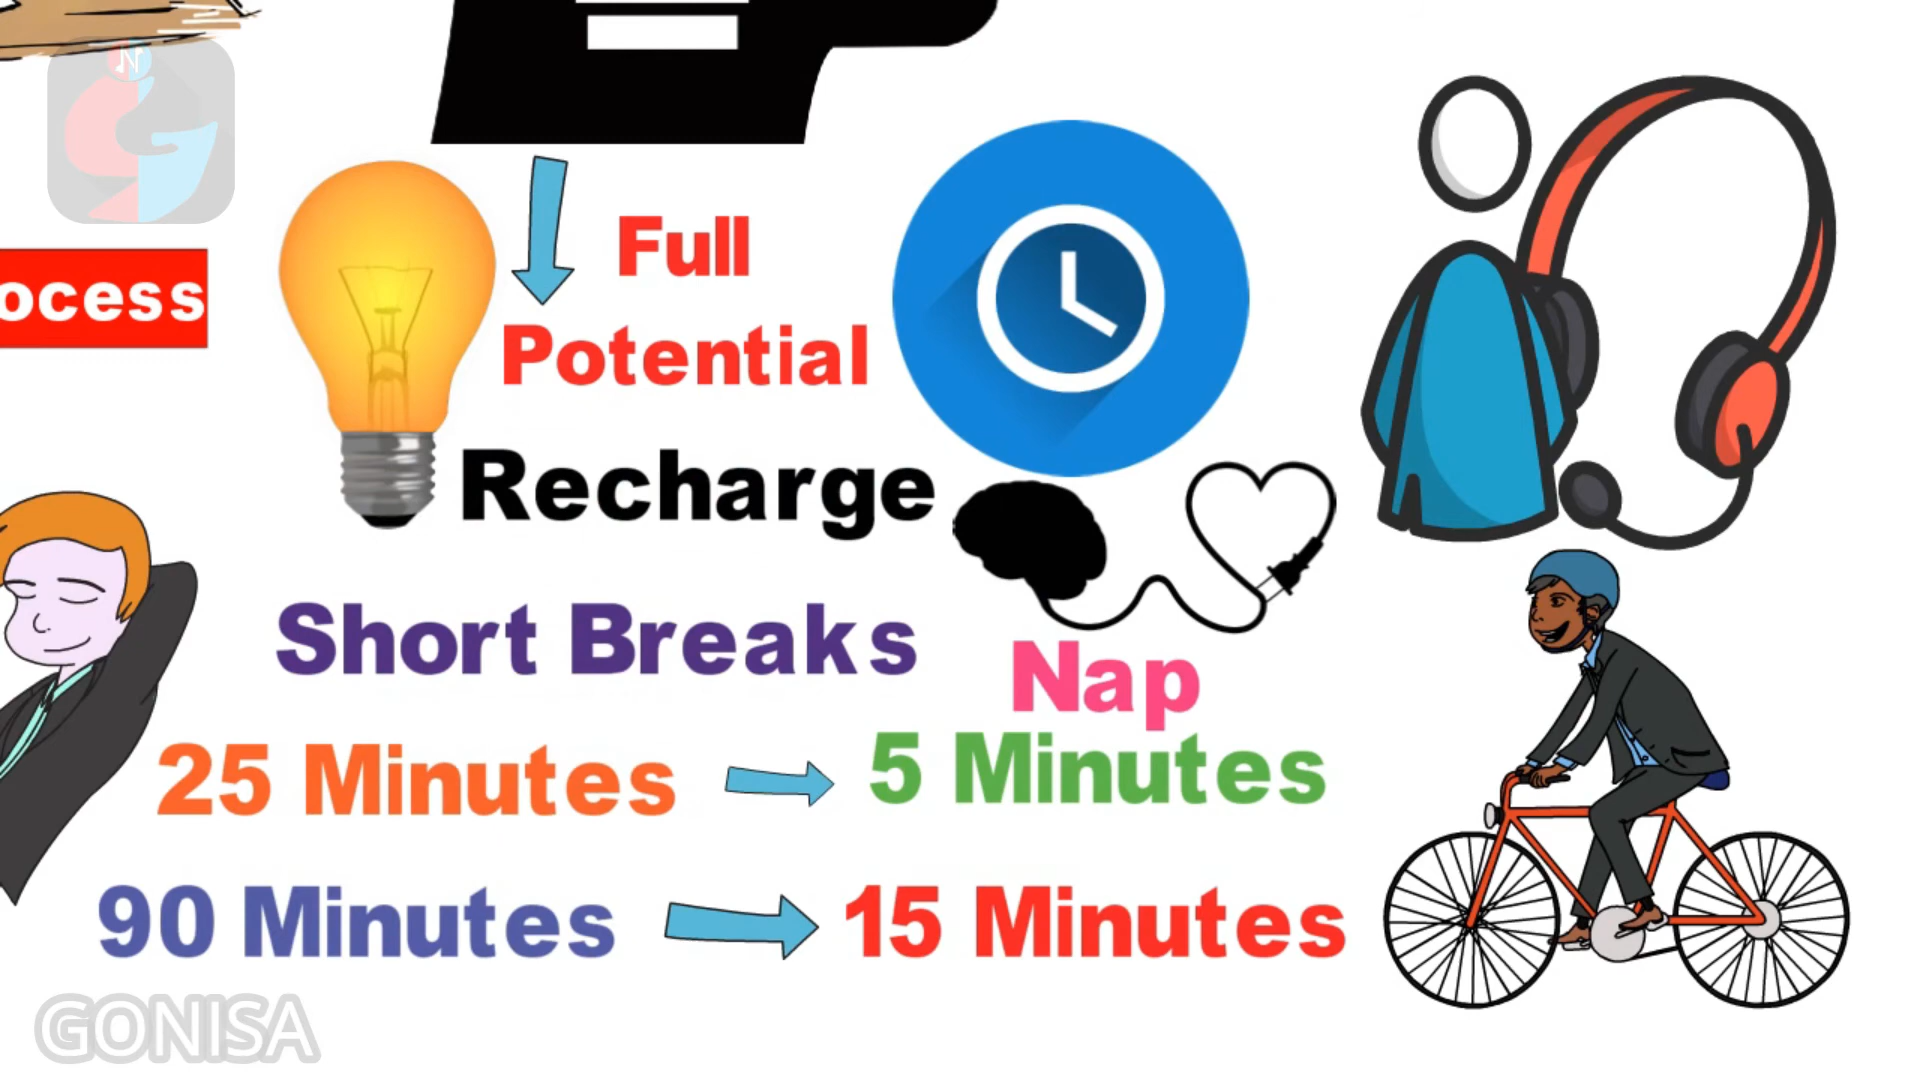 Full
Potential
ocess
Recharge
Short Breaks
Nap
25 Minutes
5 Minutes
90 Minutes
15 Minutes
GONISA